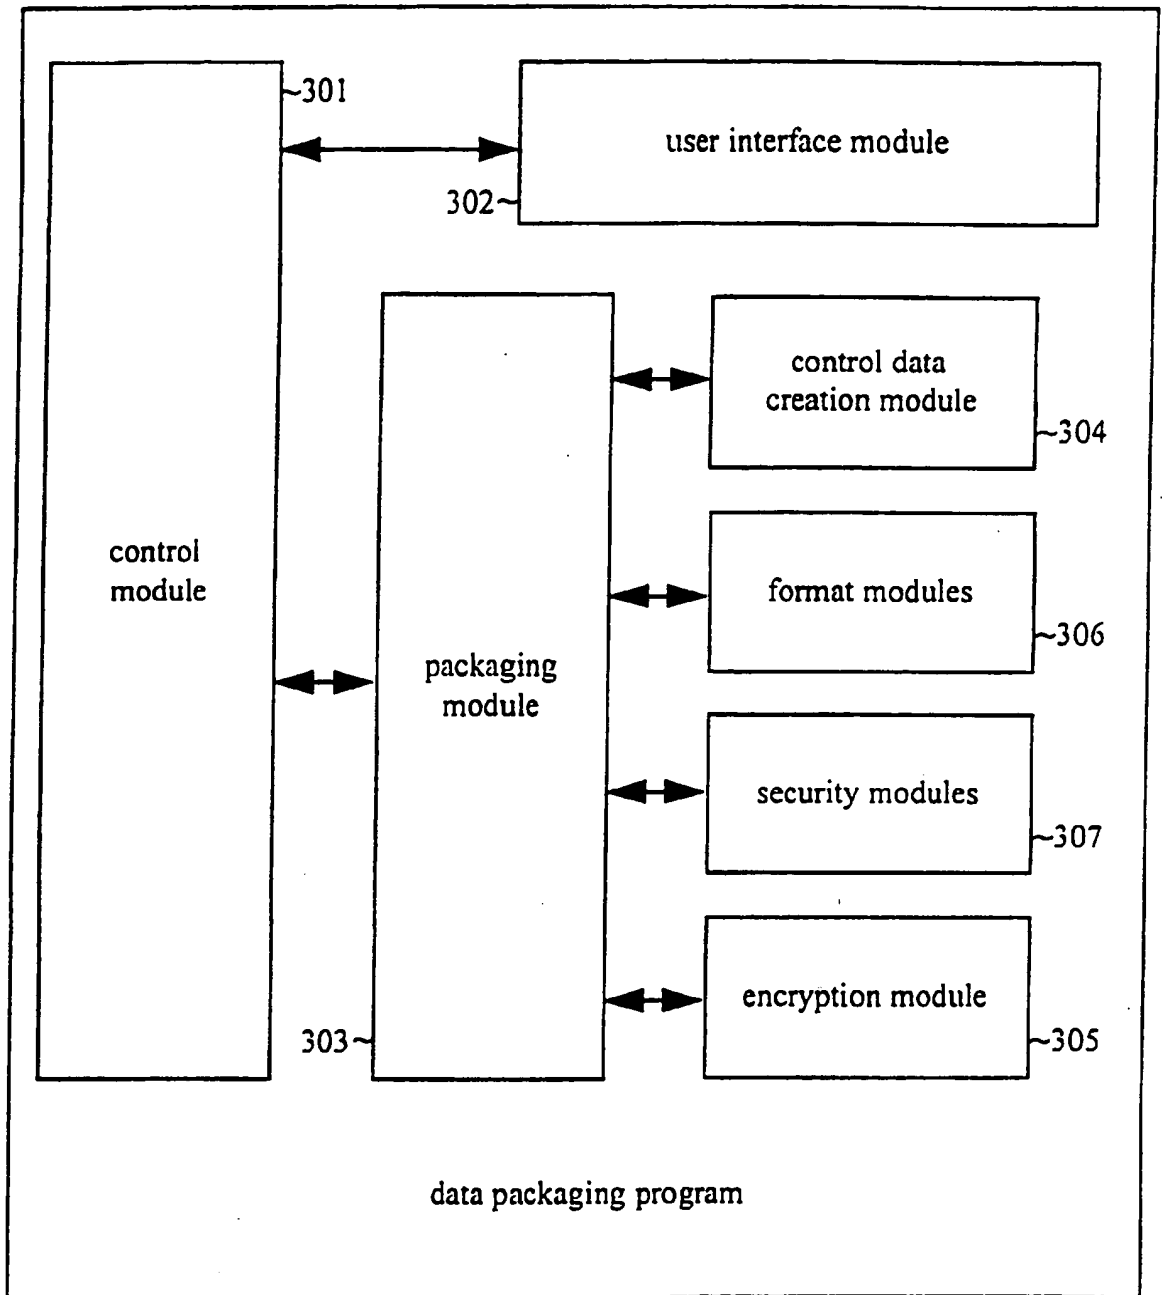 301
user interface module
302
control data
creation module
304
control
module
format modules
306
packaging
module
security modules
307
encryption module
303
305
data packaging program